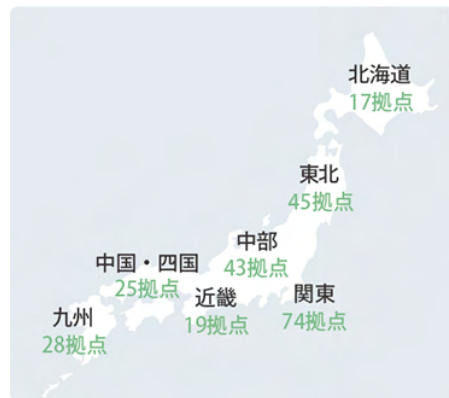 北海道
17拠点
東北
45拠点
中部
43拠点
中国・四国
25拠点
近畿
19拠点
関東
74拠点
九州
28拠点